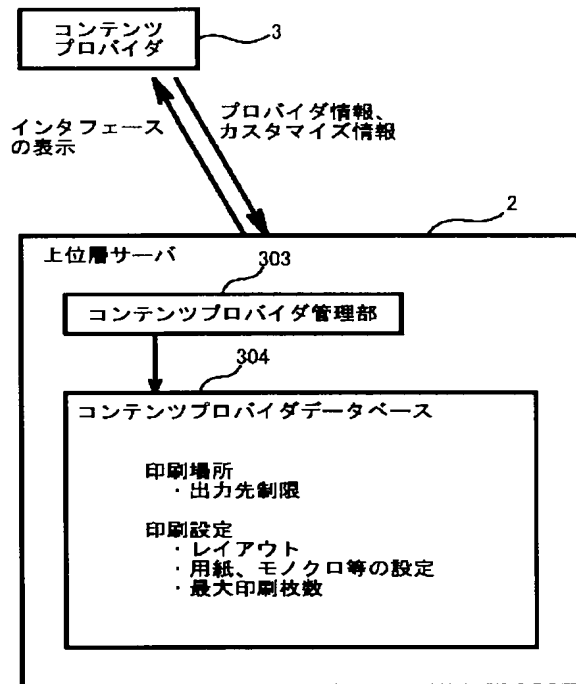 コンテンツ
プロバイダ
3
インタフェース
の表示
プロバイダ情報、
カスタマイズ情報
2
上位層サーバ
303
コンテンツプロバイダ管理部
304
コンテンツプロバイダデータベース
印刷場所
・出力先制限
印刷設定
・レイアウト
・用紙、モノクロ等の設定
・最大印刷枚数